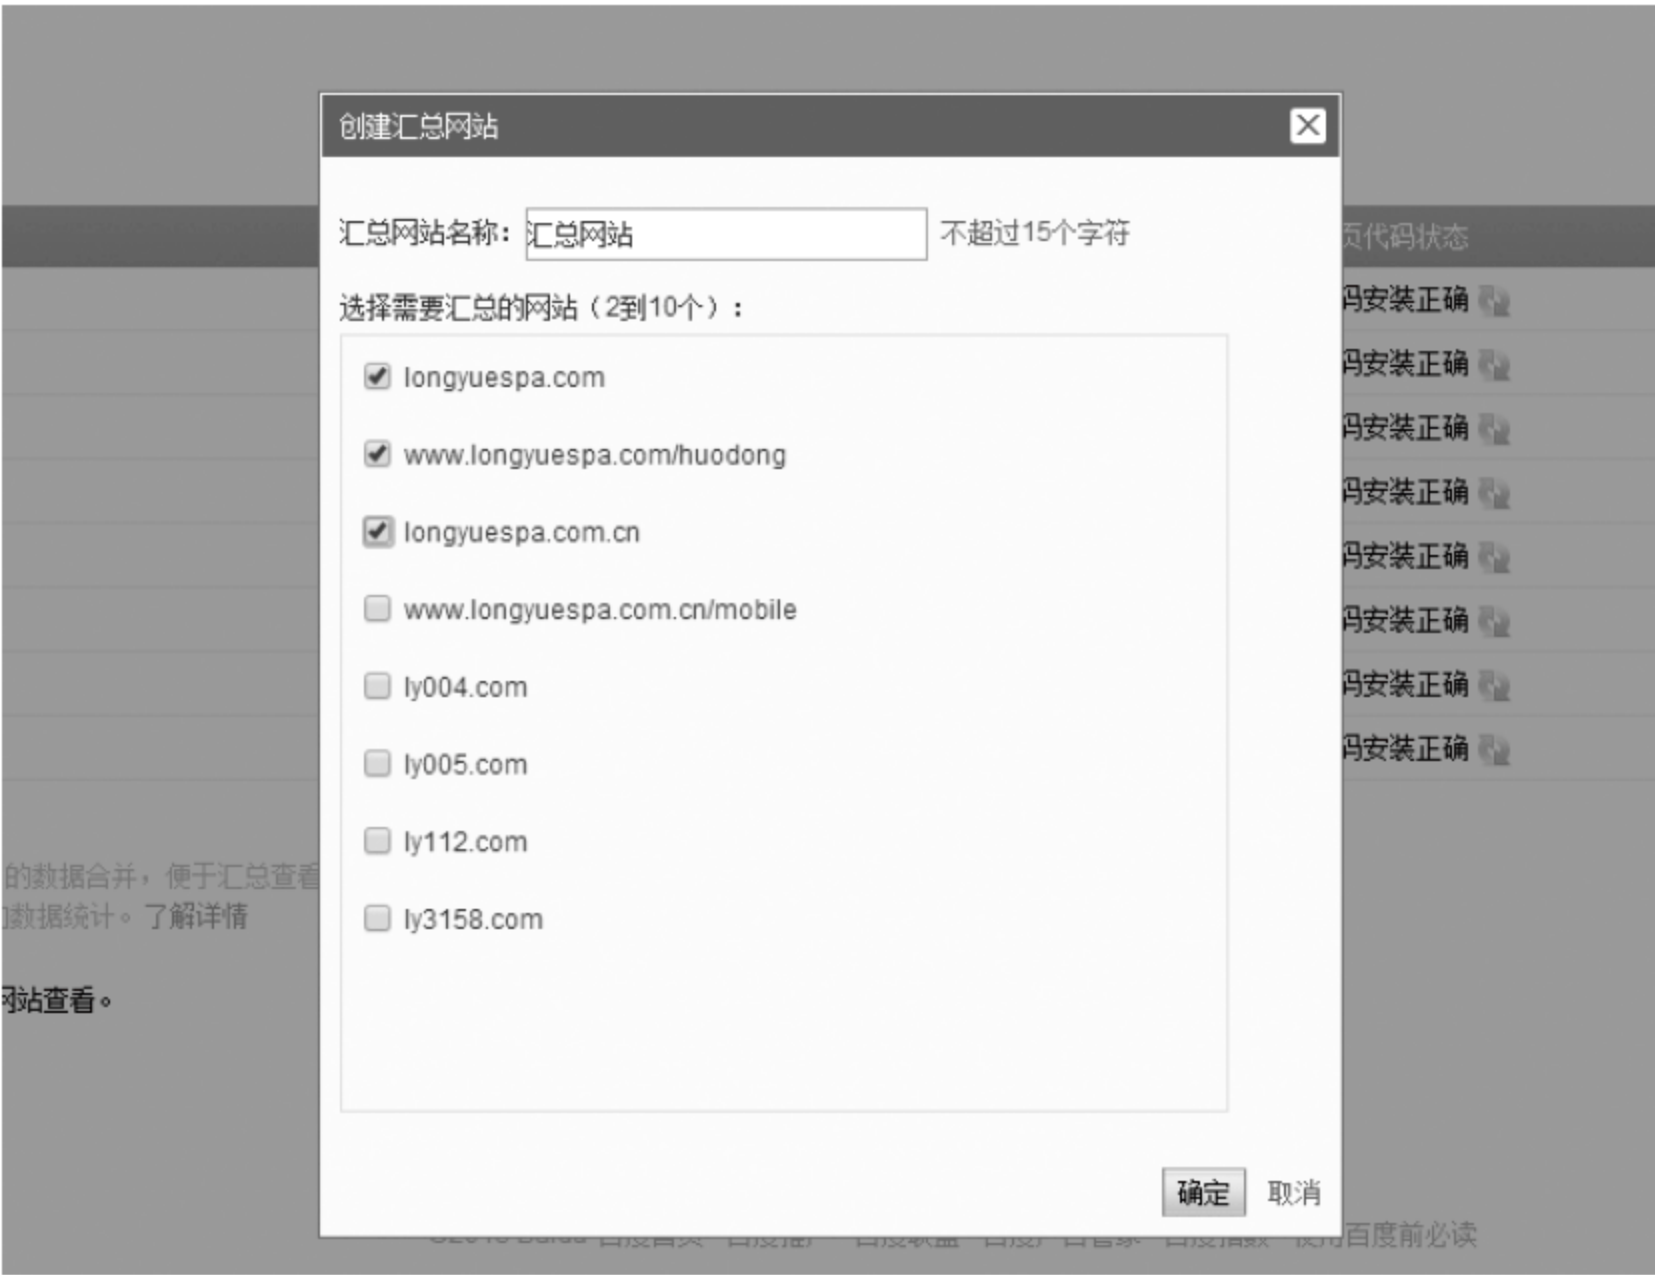 创建汇总网站
汇总网站名称：汇总网站 不超过15个字符
页代码状态
选择需要汇总的网站（2到10个）：
码安装正确
longyuespa.com
码安装正确
www.longyuespa.com/huodong
码安装正确
码安装正确
longyuespa.com.cn
码安装正确
www.longyuespa.com.cn/mobile
码安装正确
ly004.com
码安装正确
ly005.com
码安装正确
ly112.com
的数据合并，便于汇总查看
ly3158.com
数据统计。了解详情
网站查看。
确定 取消
百度前必读